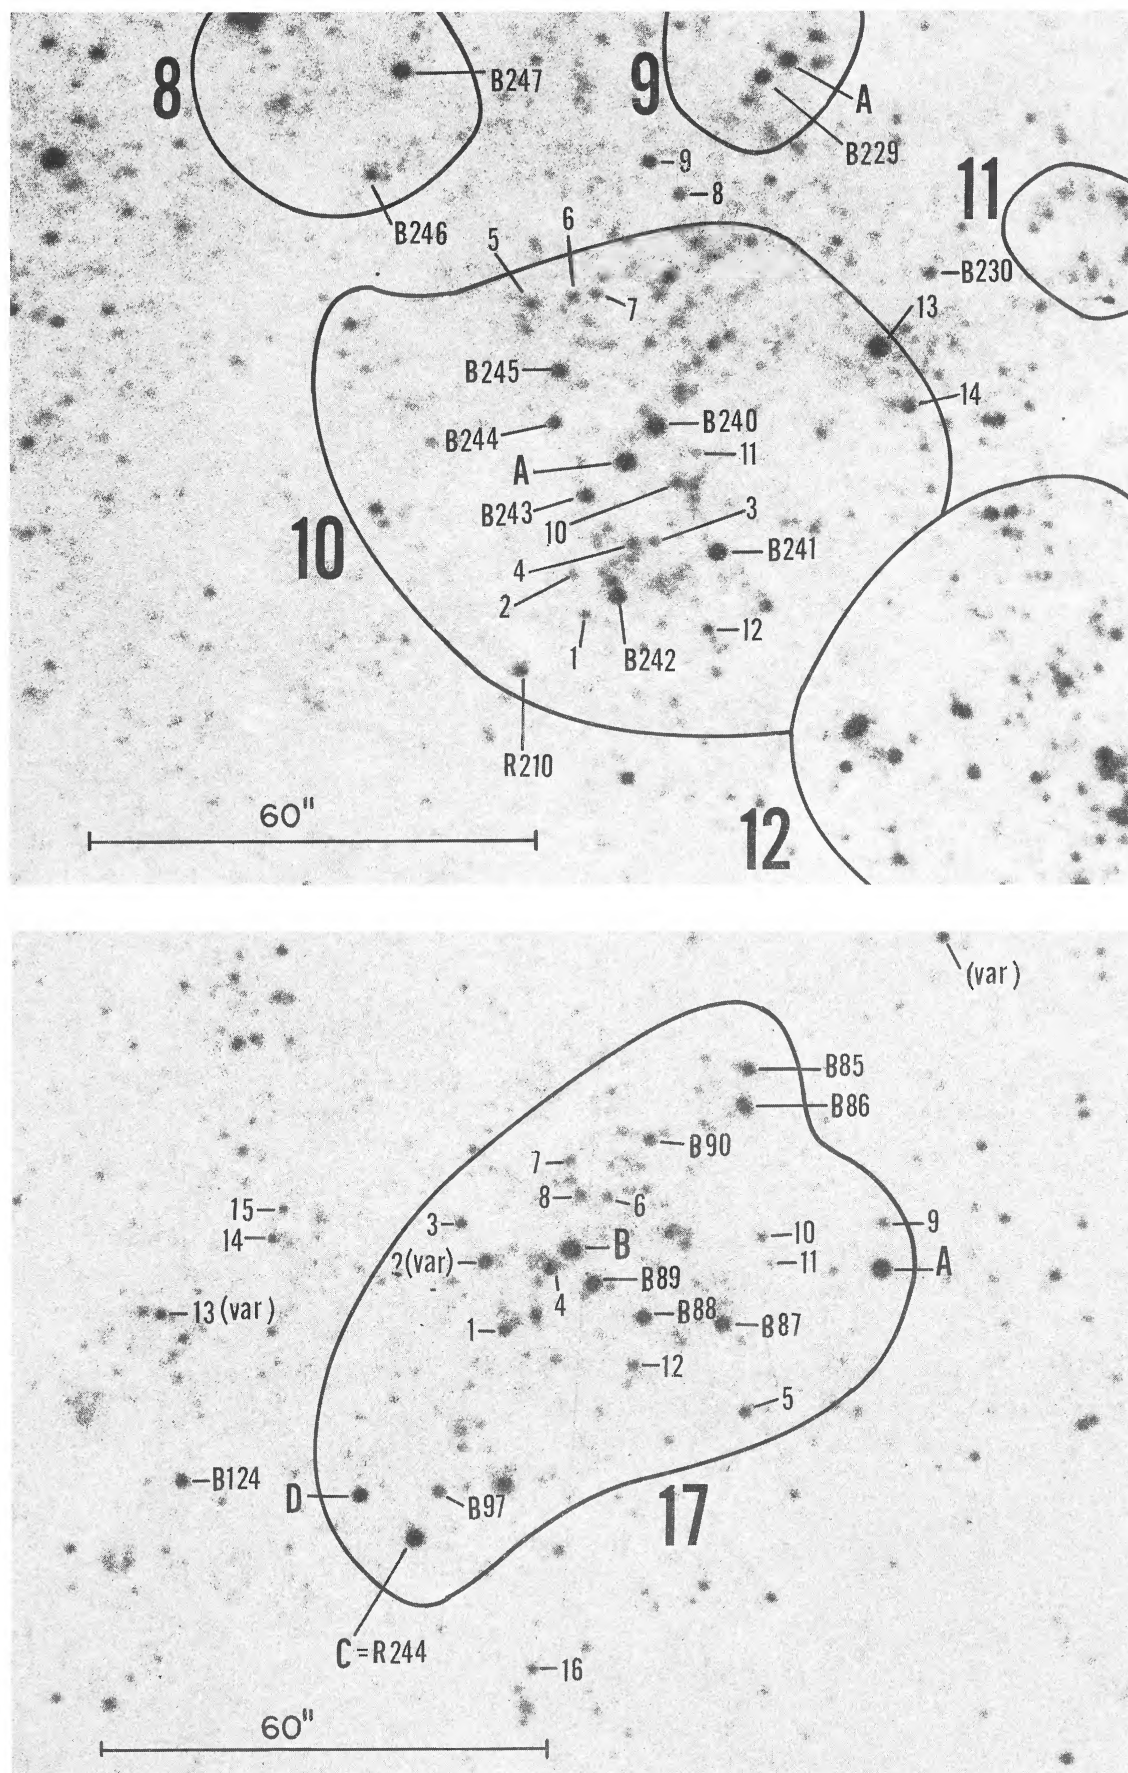 8
B247
9
A
B229
9
8
11
B246
5
6
B230
7
13
B245
14
B244
B240
A
11
B243
10
3
10
B241
4
2
12
1
B242
R210
60"
12
(var)
B85
B86
B90
7
8
6
15
3
9
14
10
B
2(var)
11
A
B89
4
13 (var)
1
B88
B87
12
5
B124
D
B97
17
C=R244
16
60"